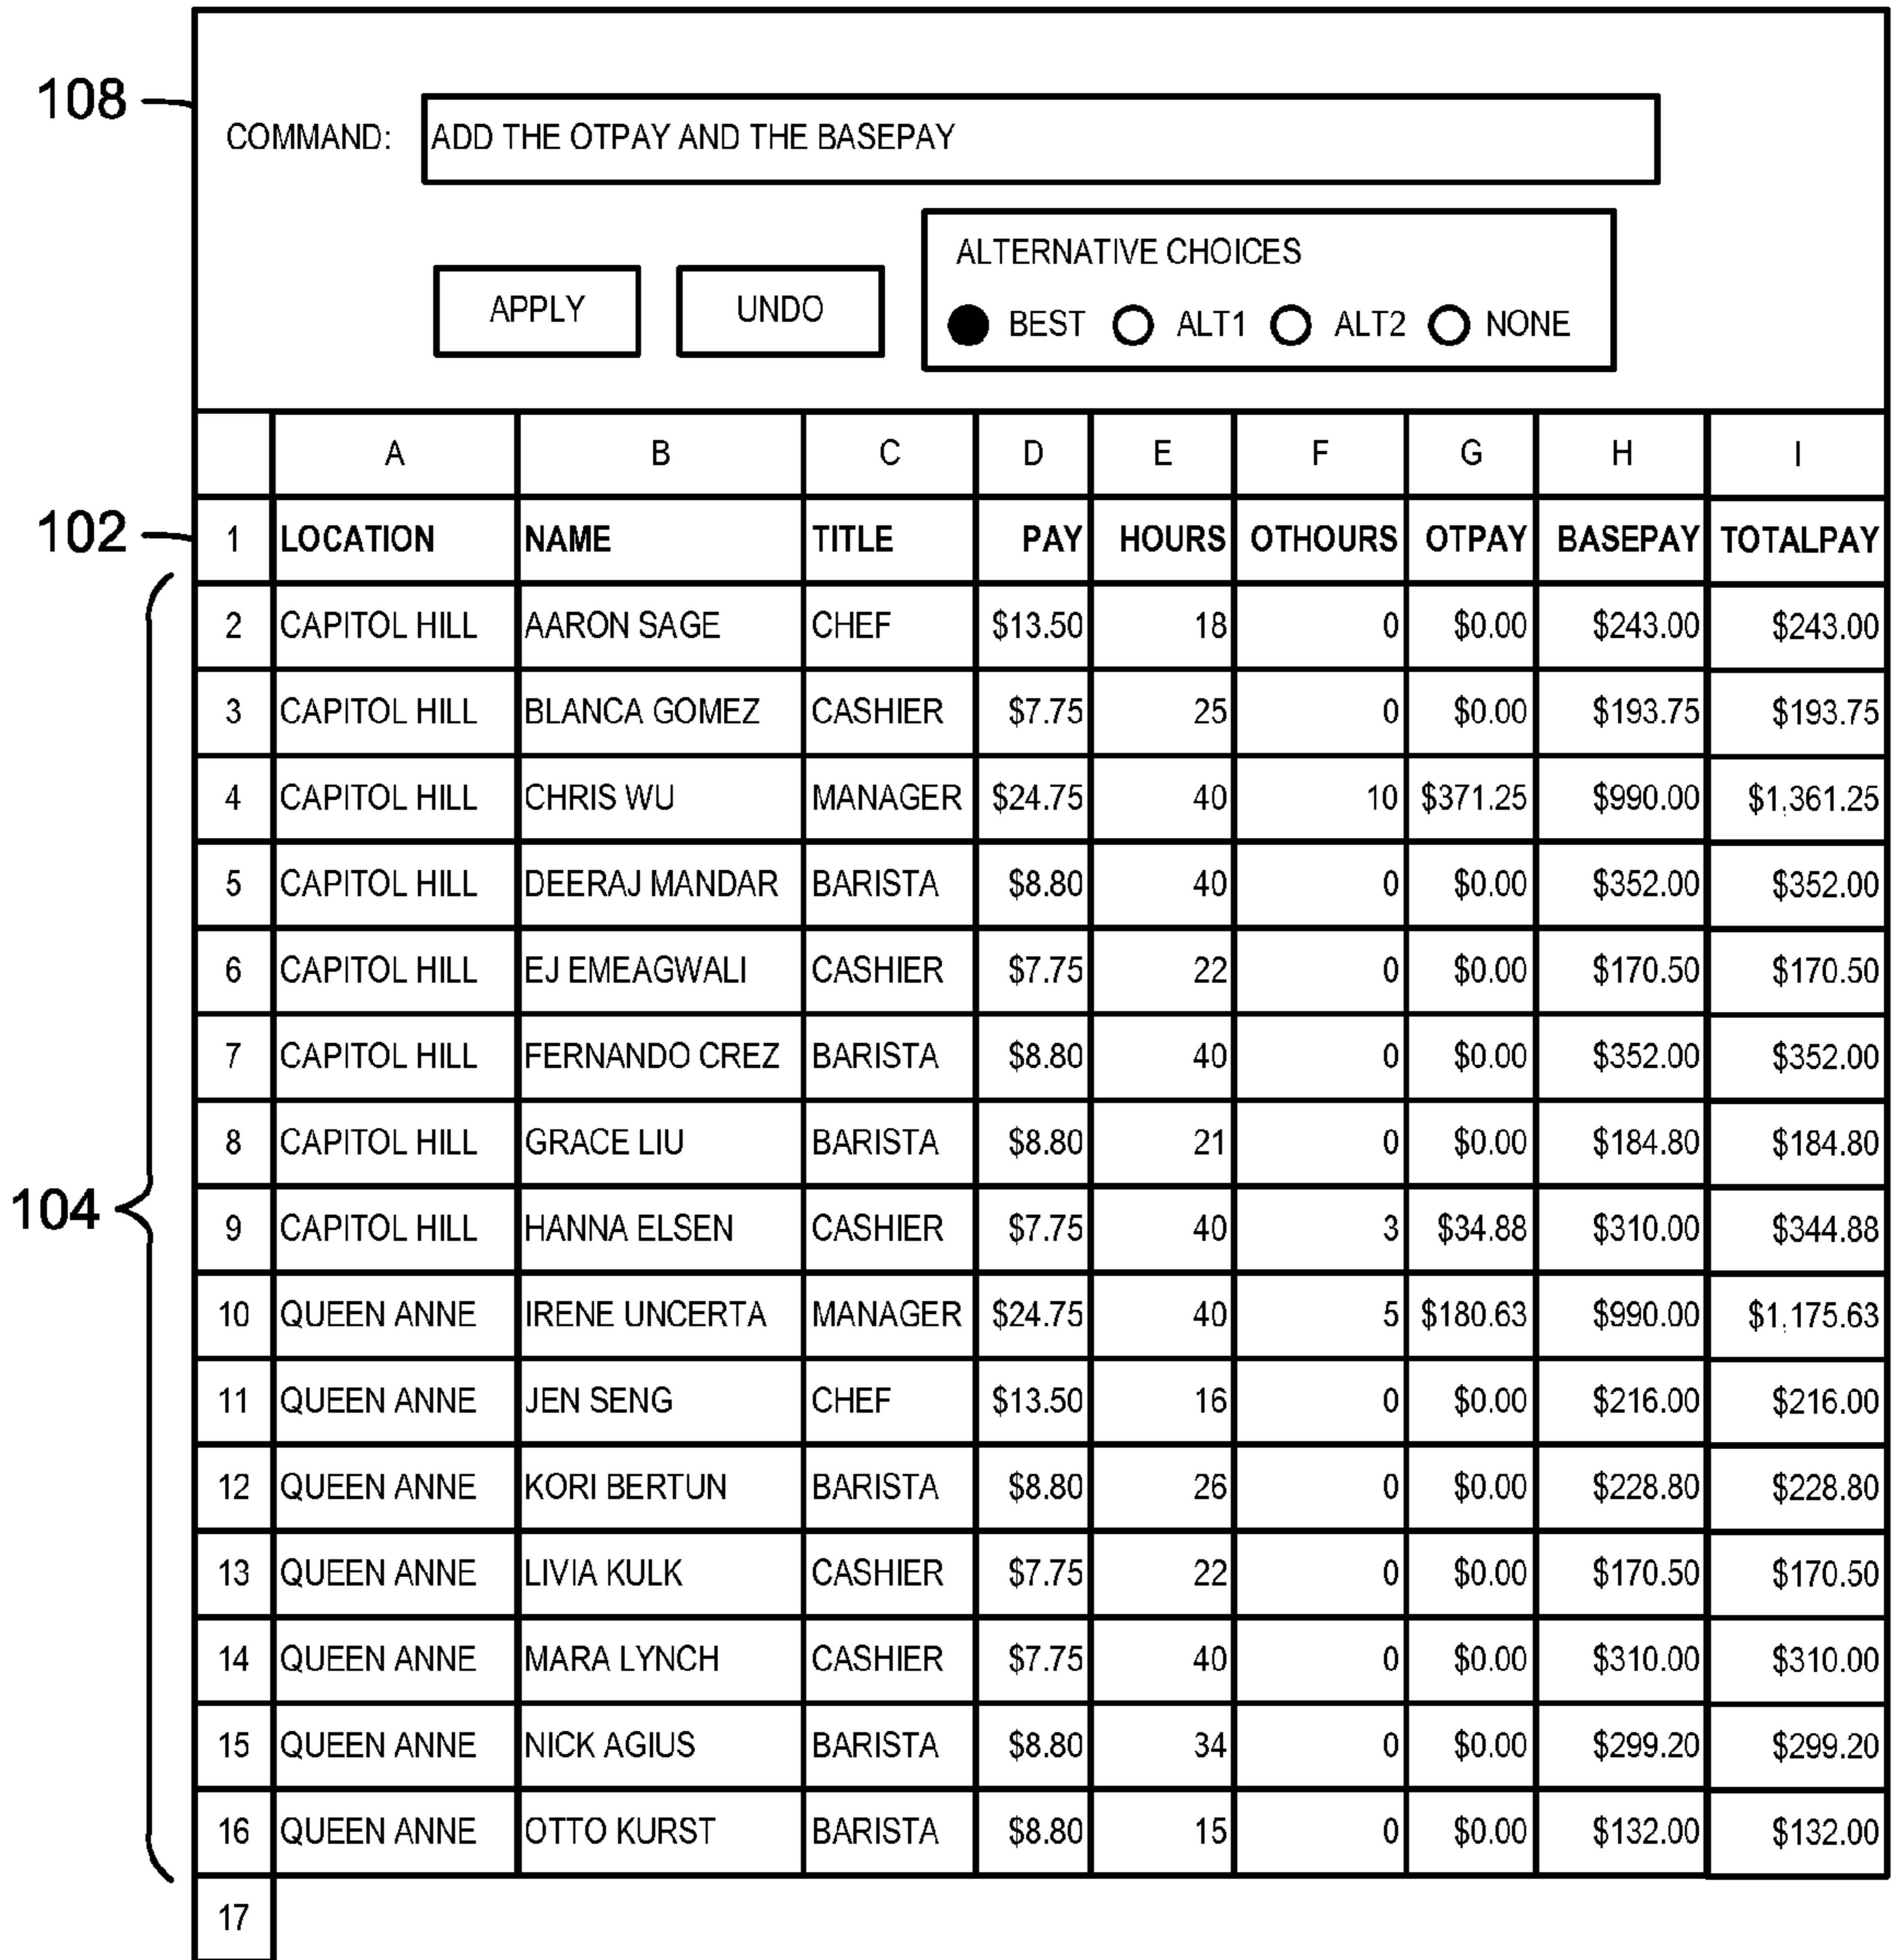 108
COMMAND: ADD THE OTPAY AND THE BASEPAY
ALTERNATIVE CHOICES
APPLY UNDO BEST ALT1 ALT2 NONE
A B C D E F G H I
102 1 LOCATION NAME TITLE PAY HOURS OTHOURS OTPAY BASEPAY TOTALPAY
2 CAPITOL HILL AARON SAGE CHEF $13.50 18 0 $0.00 $243.00 $243.00
3 CAPITOL HILL BLANCA GOMEZ CASHIER $7.75 25 0 $0.00 $193.75 $193.75
4 CAPITOL HILL CHRIS WU MANAGER $24.75 40 10 $371.25 $990.00 $1,361.25
5 CAPITOL HILL DEERAJ MANDAR BARISTA $8.80 40 0 $0.00 $352.00 $352.00
6 CAPITOL HILL EJ EMEAGWALI CASHIER $7.75 22 0 $0.00 $170.50 $170.50
7 CAPITOL HILL FERNANDO CREZ BARISTA $8.80 40 0 $0.00 $352.00 $352.00
8 CAPITOL HILL GRACE LIU BARISTA $8.80 21 0 $0.00 $184.80 $184.80
104 9 CAPITOL HILL HANNA ELSEN CASHIER $7.75 40 3 $34.88 $310.00 $344.88
10 QUEEN ANNE IRENE UNCERTA MANAGER $24.75 40 5 $180.63 $990.00 $1,175.63
11 QUEEN ANNE JEN SENG CHEF $13.50 16 0 $0.00 $216.00 $216.00
12 QUEEN ANNE KORI BERTUN BARISTA $8.80 26 0 $0.00 $228.80 $228.80
13 QUEEN ANNE LIVIA KULK CASHIER $7.75 22 0 $0.00 $170.50 $170.50
14 QUEEN ANNE MARA LYNCH CASHIER $7.75 40 0 $0.00 $310.00 $310.00
15 QUEEN ANNE NICK AGIUS BARISTA $8.80 34 0 $0.00 $299.20 $299.20
16 QUEEN ANNE OTTO KURST BARISTA $8.80 15 0 $0.00 $132.00 $132.00
17